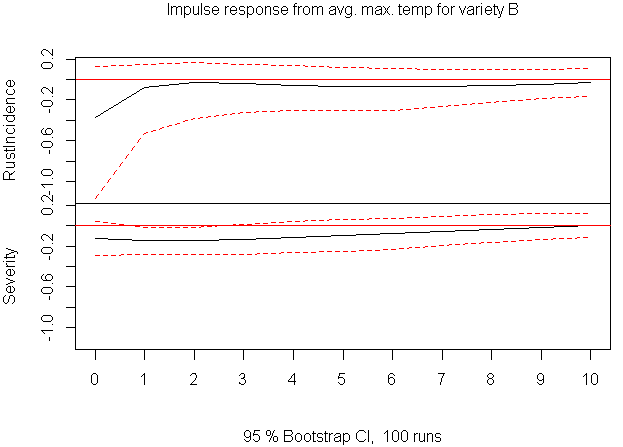 Impulse response from avg. max. temp for variety B
RustIncidence
0.2
-0.2
-0.6
-1.0
Severity
0.2
-0.2
-0.6
-1.0
0 1 2 3 4 5 6 7 8 9 10
95 % Bootstrap CI, 100 runs